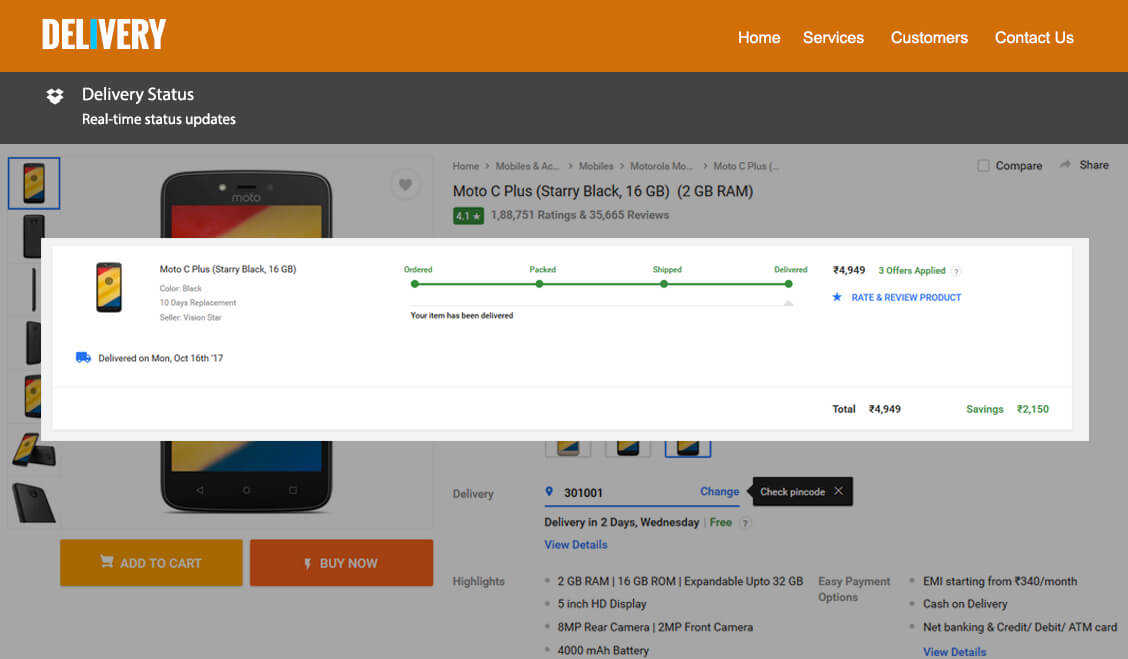 DELIVERY
Home Services Customers Contact Us
Delivery Status
Real-time status updates
Home > Mobiles & Ac... > Mobiles > Motorola Mo... > Moto C Plus (...
Compare Share
moto
Moto C Plus (Starry Black, 16 GB) (2 GB RAM)
4.1 ★ 1,88,751 Ratings & 35,665 Reviews
Moto C Plus (Starry Black, 16 GB)
Color: Black
10 Days Replacement
Seller: Vision Star
Ordered Packed Shipped Delivered
Your item has been delivered
₹4,949 3 Offers Applied ?
★ RATE & REVIEW PRODUCT
Delivered on Mon, Oct 16th '17
Total ₹4,949 Savings ₹2,150
Delivery 301001 Change Check pincode ✕
Delivery in 2 Days, Wednesday | Free ?
View Details
ADD TO CART BUY NOW
Highlights
2 GB RAM | 16 GB ROM | Expandable Upto 32 GB
5 inch HD Display
8MP Rear Camera | 2MP Front Camera
4000 mAh Battery
Easy Payment
Options
EMI starting from ₹340/month
Cash on Delivery
Net banking & Credit/ Debit/ ATM card
View Details